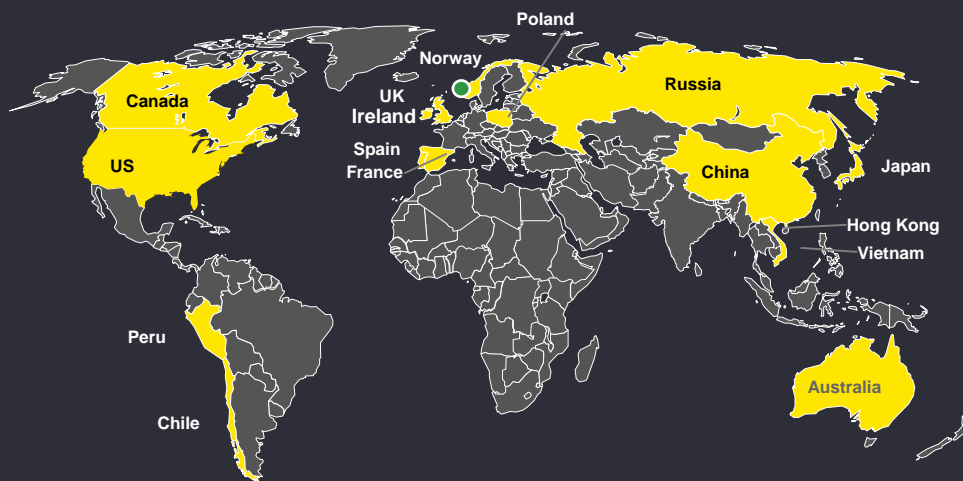 Poland
Norway
Russia
Canada
UK
Ireland
Spain
US
France
China
Japan
Hong Kong
Vietnam
Peru
Australia
Chile